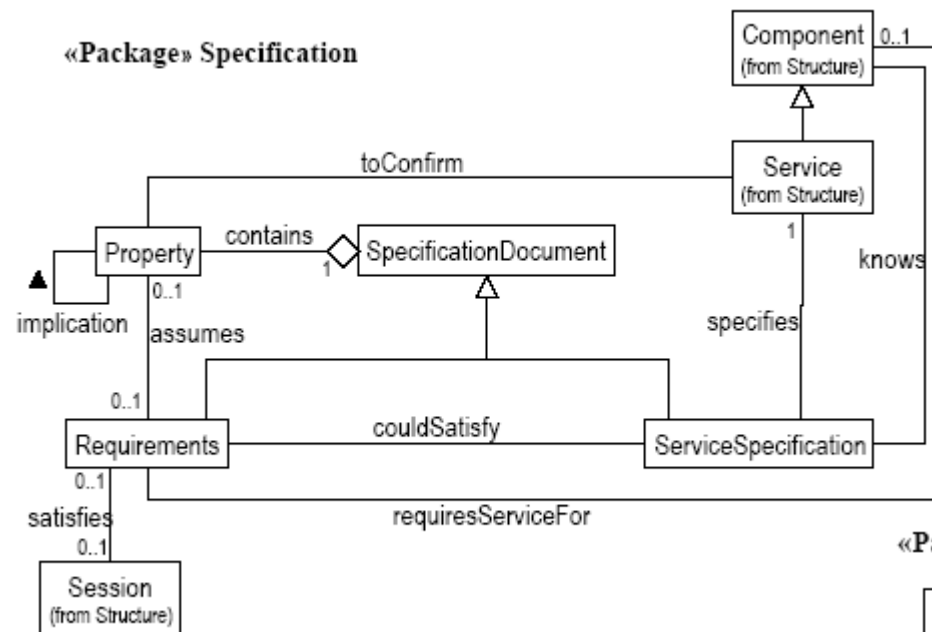 «Package» Specification
Component
(from Structure)
0..1
toConfirm
Service
(from Structure)
1
contains
SpecificationDocument
Property
1
0..1
knows
implication
assumes
specifies
0..1
Requirements
couldSatisfy
ServiceSpecification
0..1
satisfies
requiresServiceFor
0..1
«Pa
Session
(from Structure)